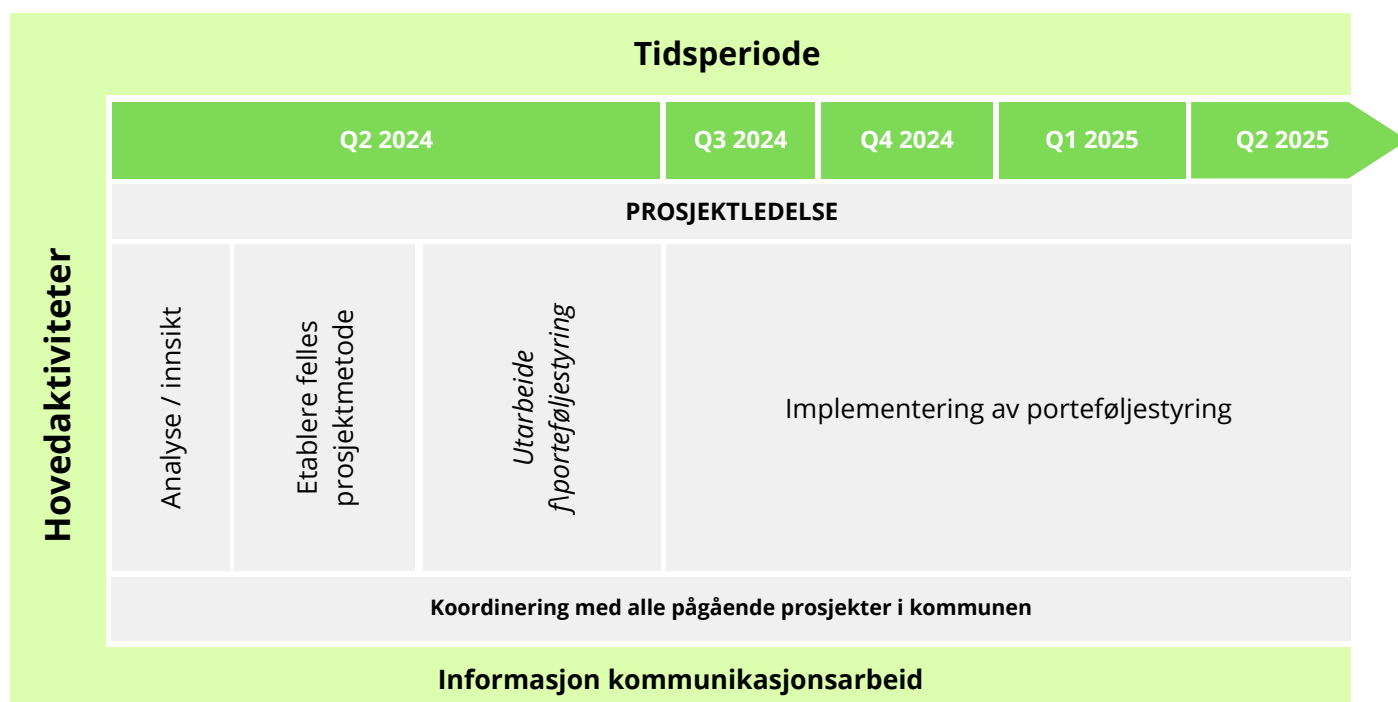 Tidsperiode
Q2 2024
Q3 2024
Q4 2024
Q1 2025
Q2 2025
PROSJEKTLEDELSE
Hovedaktiviteter
Analyse / innsikt
Etablere felles
prosjektmetode
Utarbeide
f\porteføljestyring
Implementering av porteføljestyring
Koordinering med alle pågående prosjekter i kommunen
Informasjon kommunikasjonsarbeid